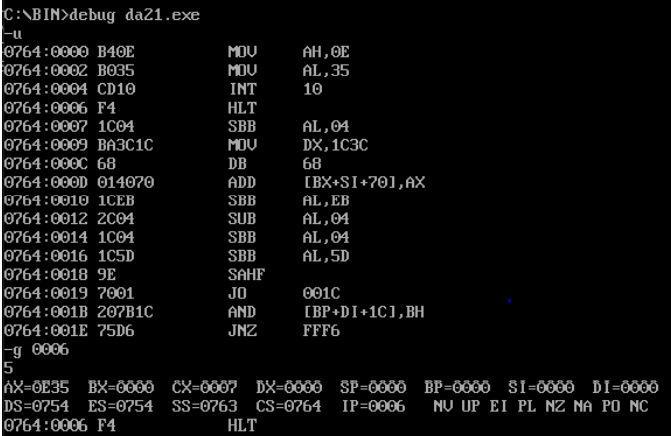 C:\BIN>debug da21.exe
-u
0764:0000 B40E          MOV     AH,0E
0764:0002 B035          MOV     AL,35
0764:0004 CD10          INT     10
0764:0006 F4            HLT
0764:0007 1C04          SBB     AL,04
0764:0009 BA3C1C        MOV     DX,1C3C
0764:000C 68            DB      68
0764:000D 014070        ADD     [BX+SI+70],AX
0764:0010 1CEB          SBB     AL,EB
0764:0012 2C04          SUB     AL,04
0764:0014 1C04          SBB     AL,04
0764:0016 1C5D          SBB     AL,5D
0764:0018 9E            SAHF
0764:0019 7001          JO      001C
0764:001B 207B1C        AND     [BP+DI+1C],BH
0764:001E 75D6          JNZ     FFF6
-g 0006
5
AX=0E35  BX=0000  CX=0007  DX=0000  SP=0000  BP=0000  SI=0000  DI=0000
DS=0754  ES=0754  SS=0763  CS=0764  IP=0006   NV UP EI PL NZ NA PO NC
0764:0006 F4            HLT